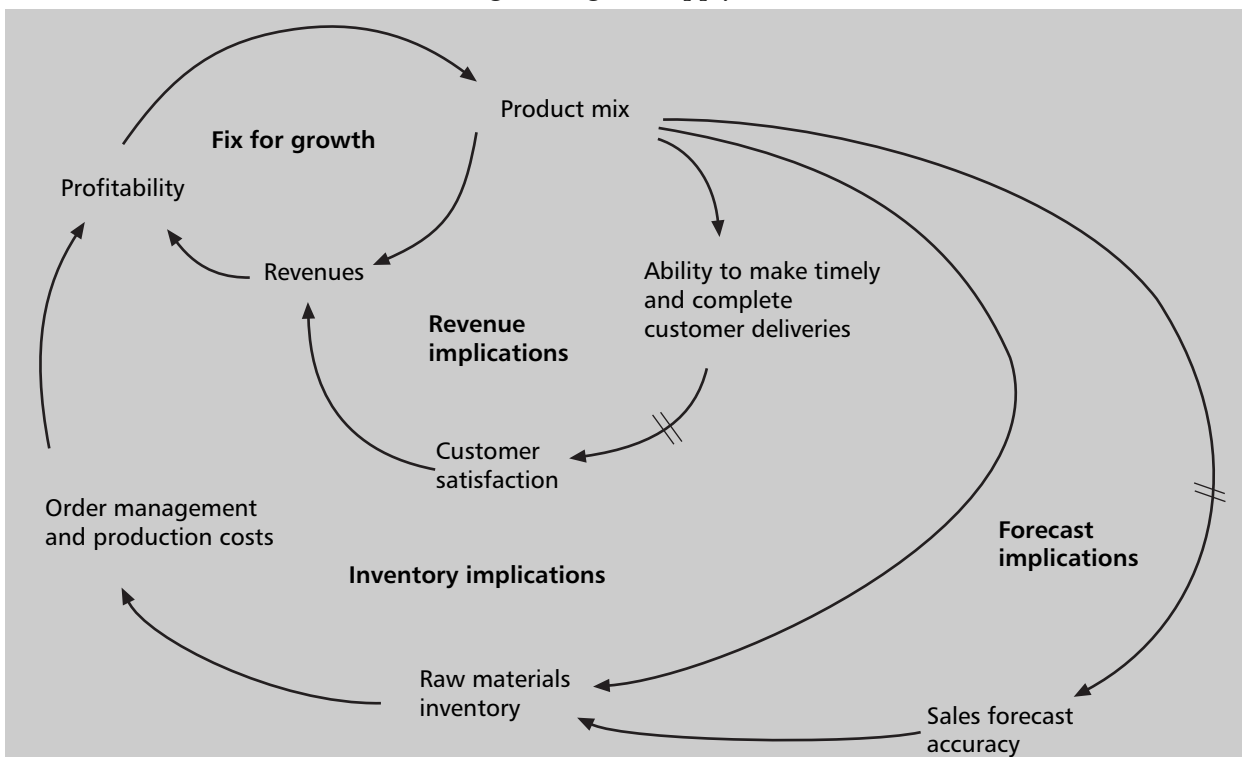 Product mix
Fix for growth
Profitability
Revenues
Ability to make timely
and complete
customer deliveries
Revenue
implications
Customer
satisfaction
Order management
and production costs
Forecast
implications
Inventory implications
Raw materials
inventory
Sales forecast
accuracy